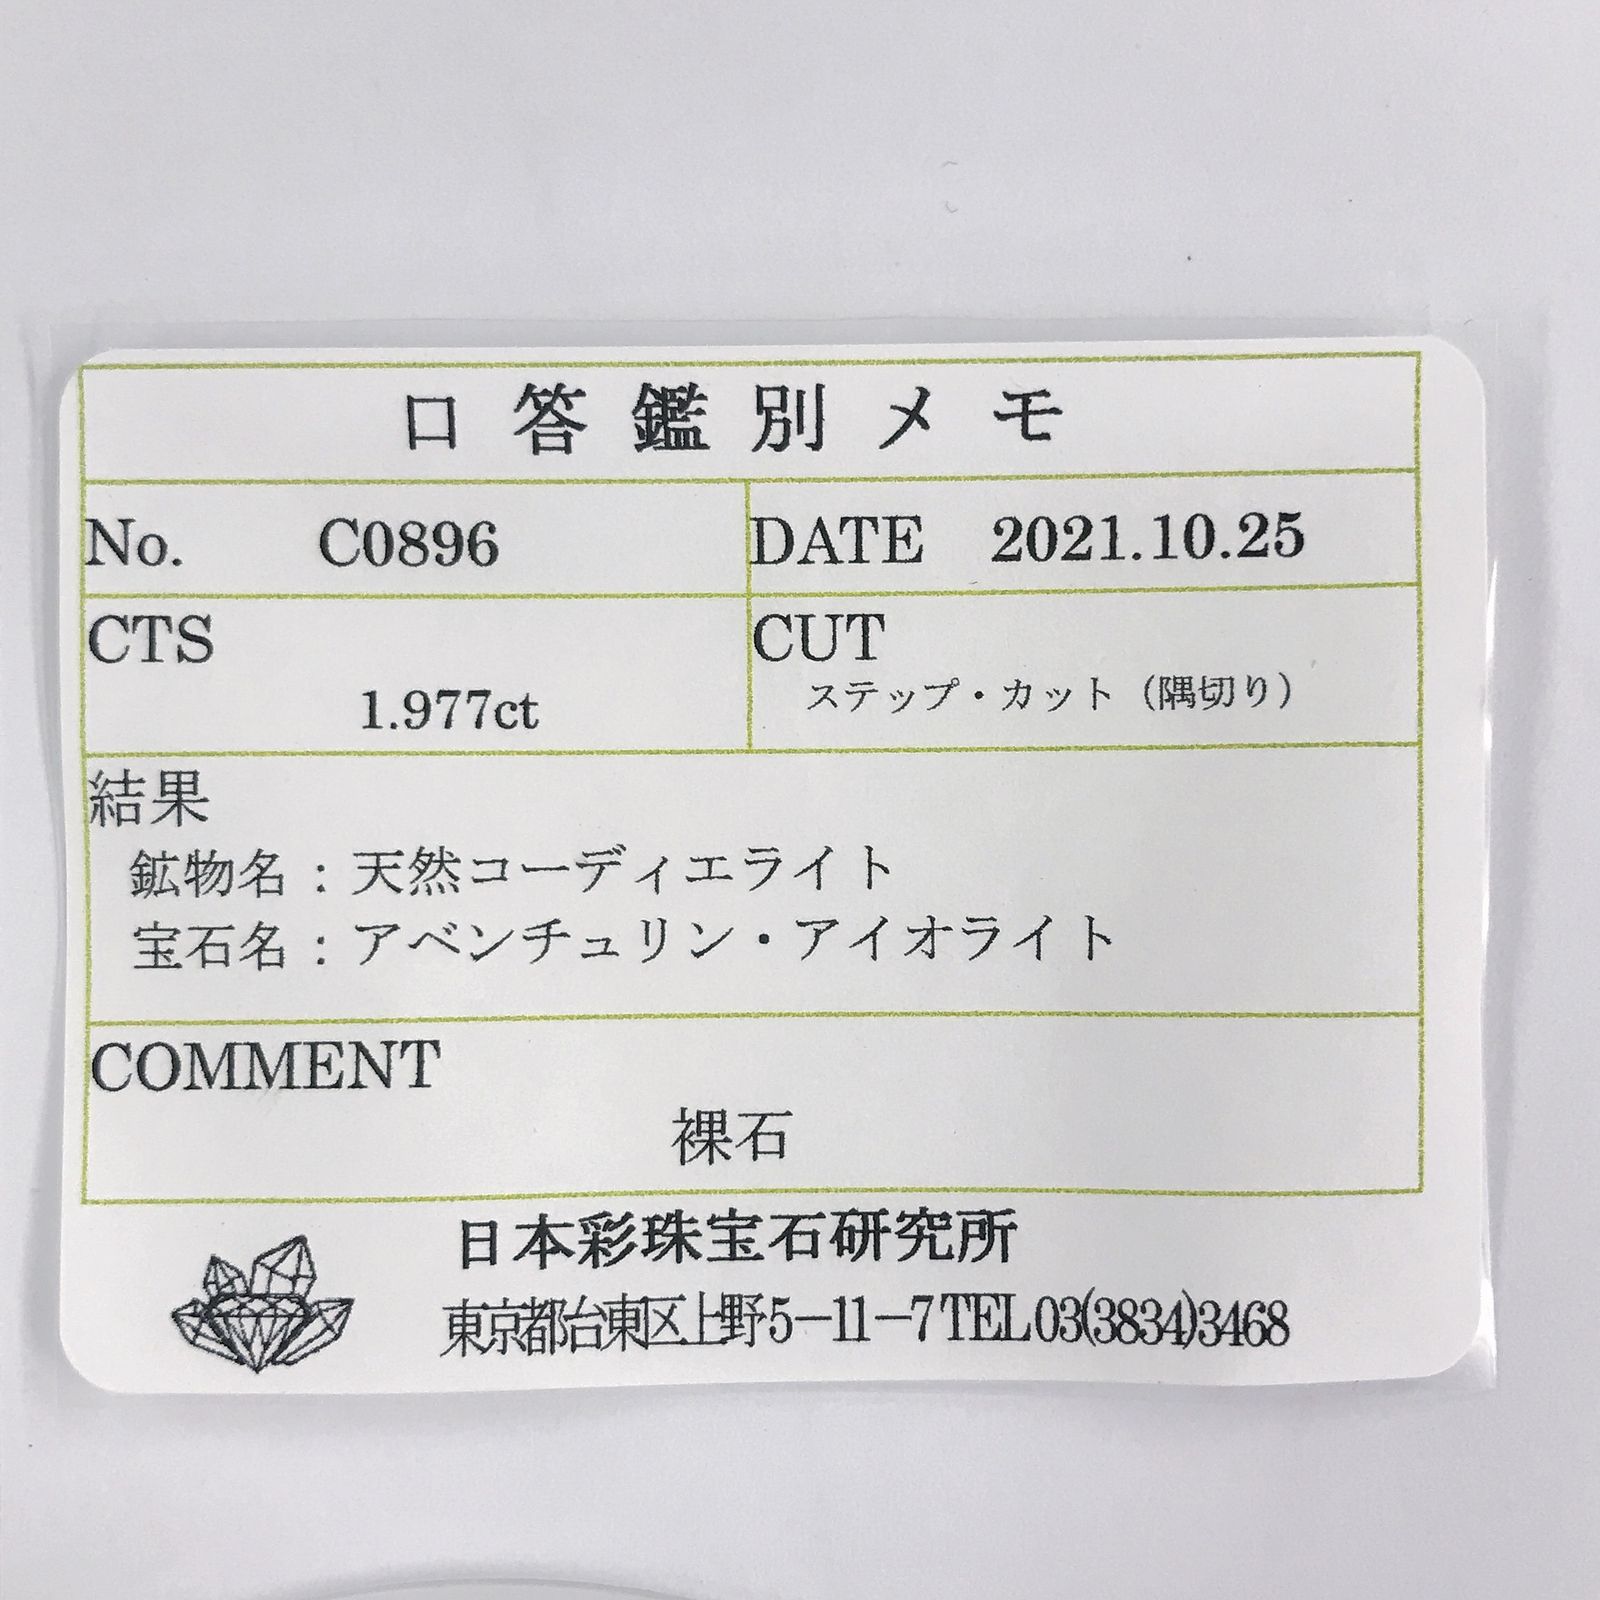 口答鑑別メモ
No. C0896
DATE 2021.10.25
CTS
1.977ct
CUT
ステップ・カット（隅切り）
結果
鉱物名：天然コーディエライト
宝石名：アベンチュリン・アイオライト
COMMENT
裸石
日本彩珠宝石研究所
東京都台東区上野5－11－7 TEL 03(3834)3468